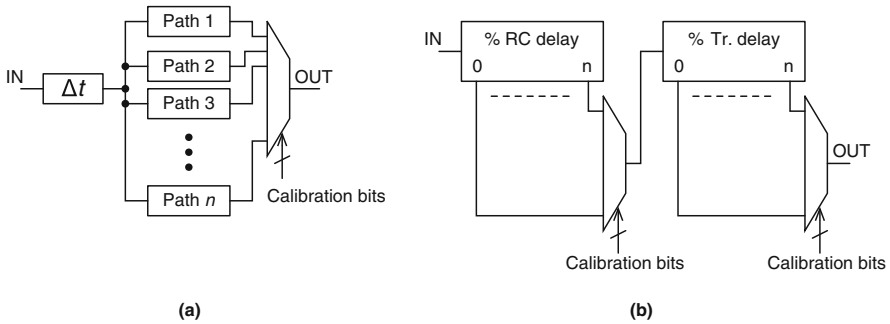 Path 1
Path 2
Path 3
Path n
IN
Δt
OUT
Calibration bits
(a)
IN
% RC delay
0 n
% Tr. delay
0 n
OUT
Calibration bits
Calibration bits
(b)